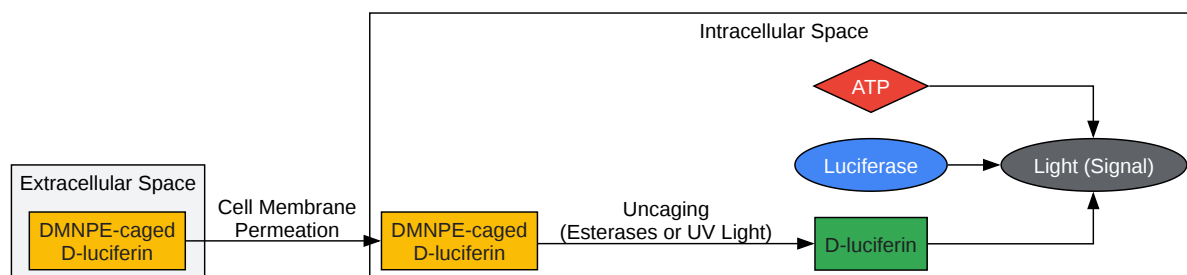 Intracellular Space
ATP
Luciferase
Light (Signal)
Extracellular Space
DMNPE-caged
D-luciferin
Cell Membrane
Permeation
DMNPE-caged
D-luciferin
Uncaging
(Esterases or UV Light)
D-luciferin